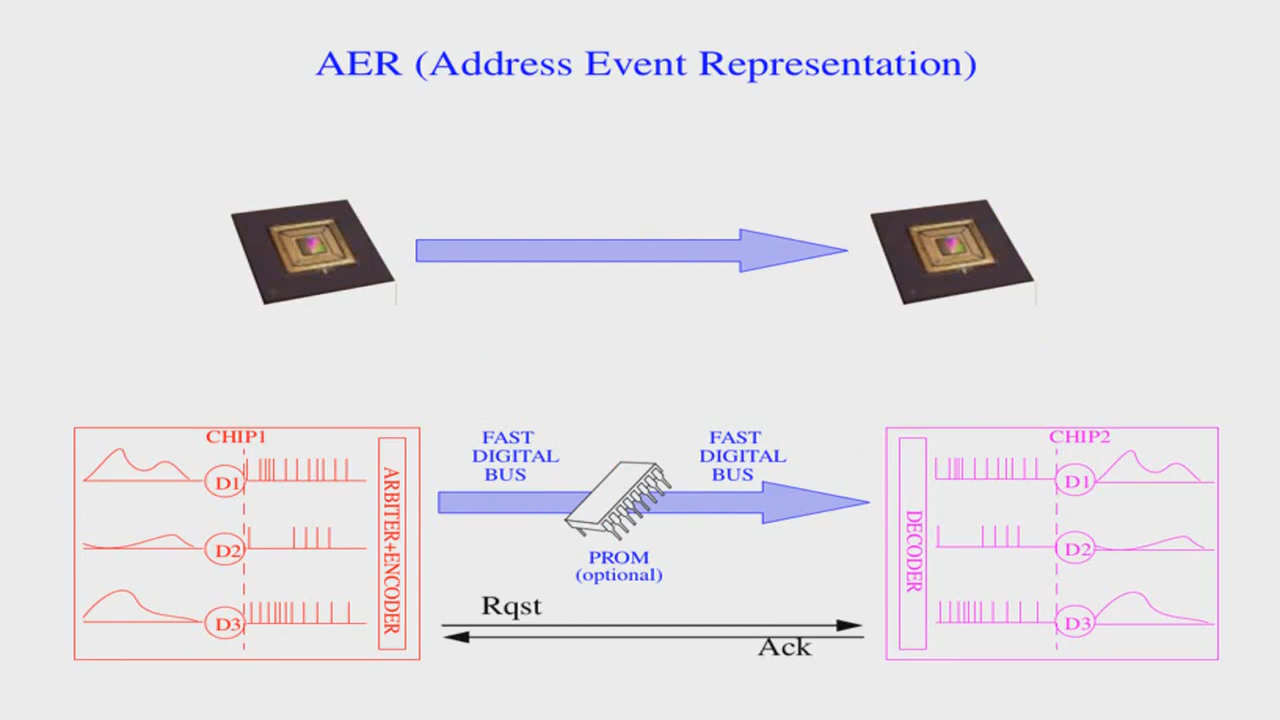 AER (Address Event Representation)
CHIP1
D1
D2
D3
ARBITER+ENCODER
FAST
DIGITAL
BUS
FAST
DIGITAL
BUS
PROM
(optional)
Rqst
Ack
CHIP2
DECODER
D1
D2
D3